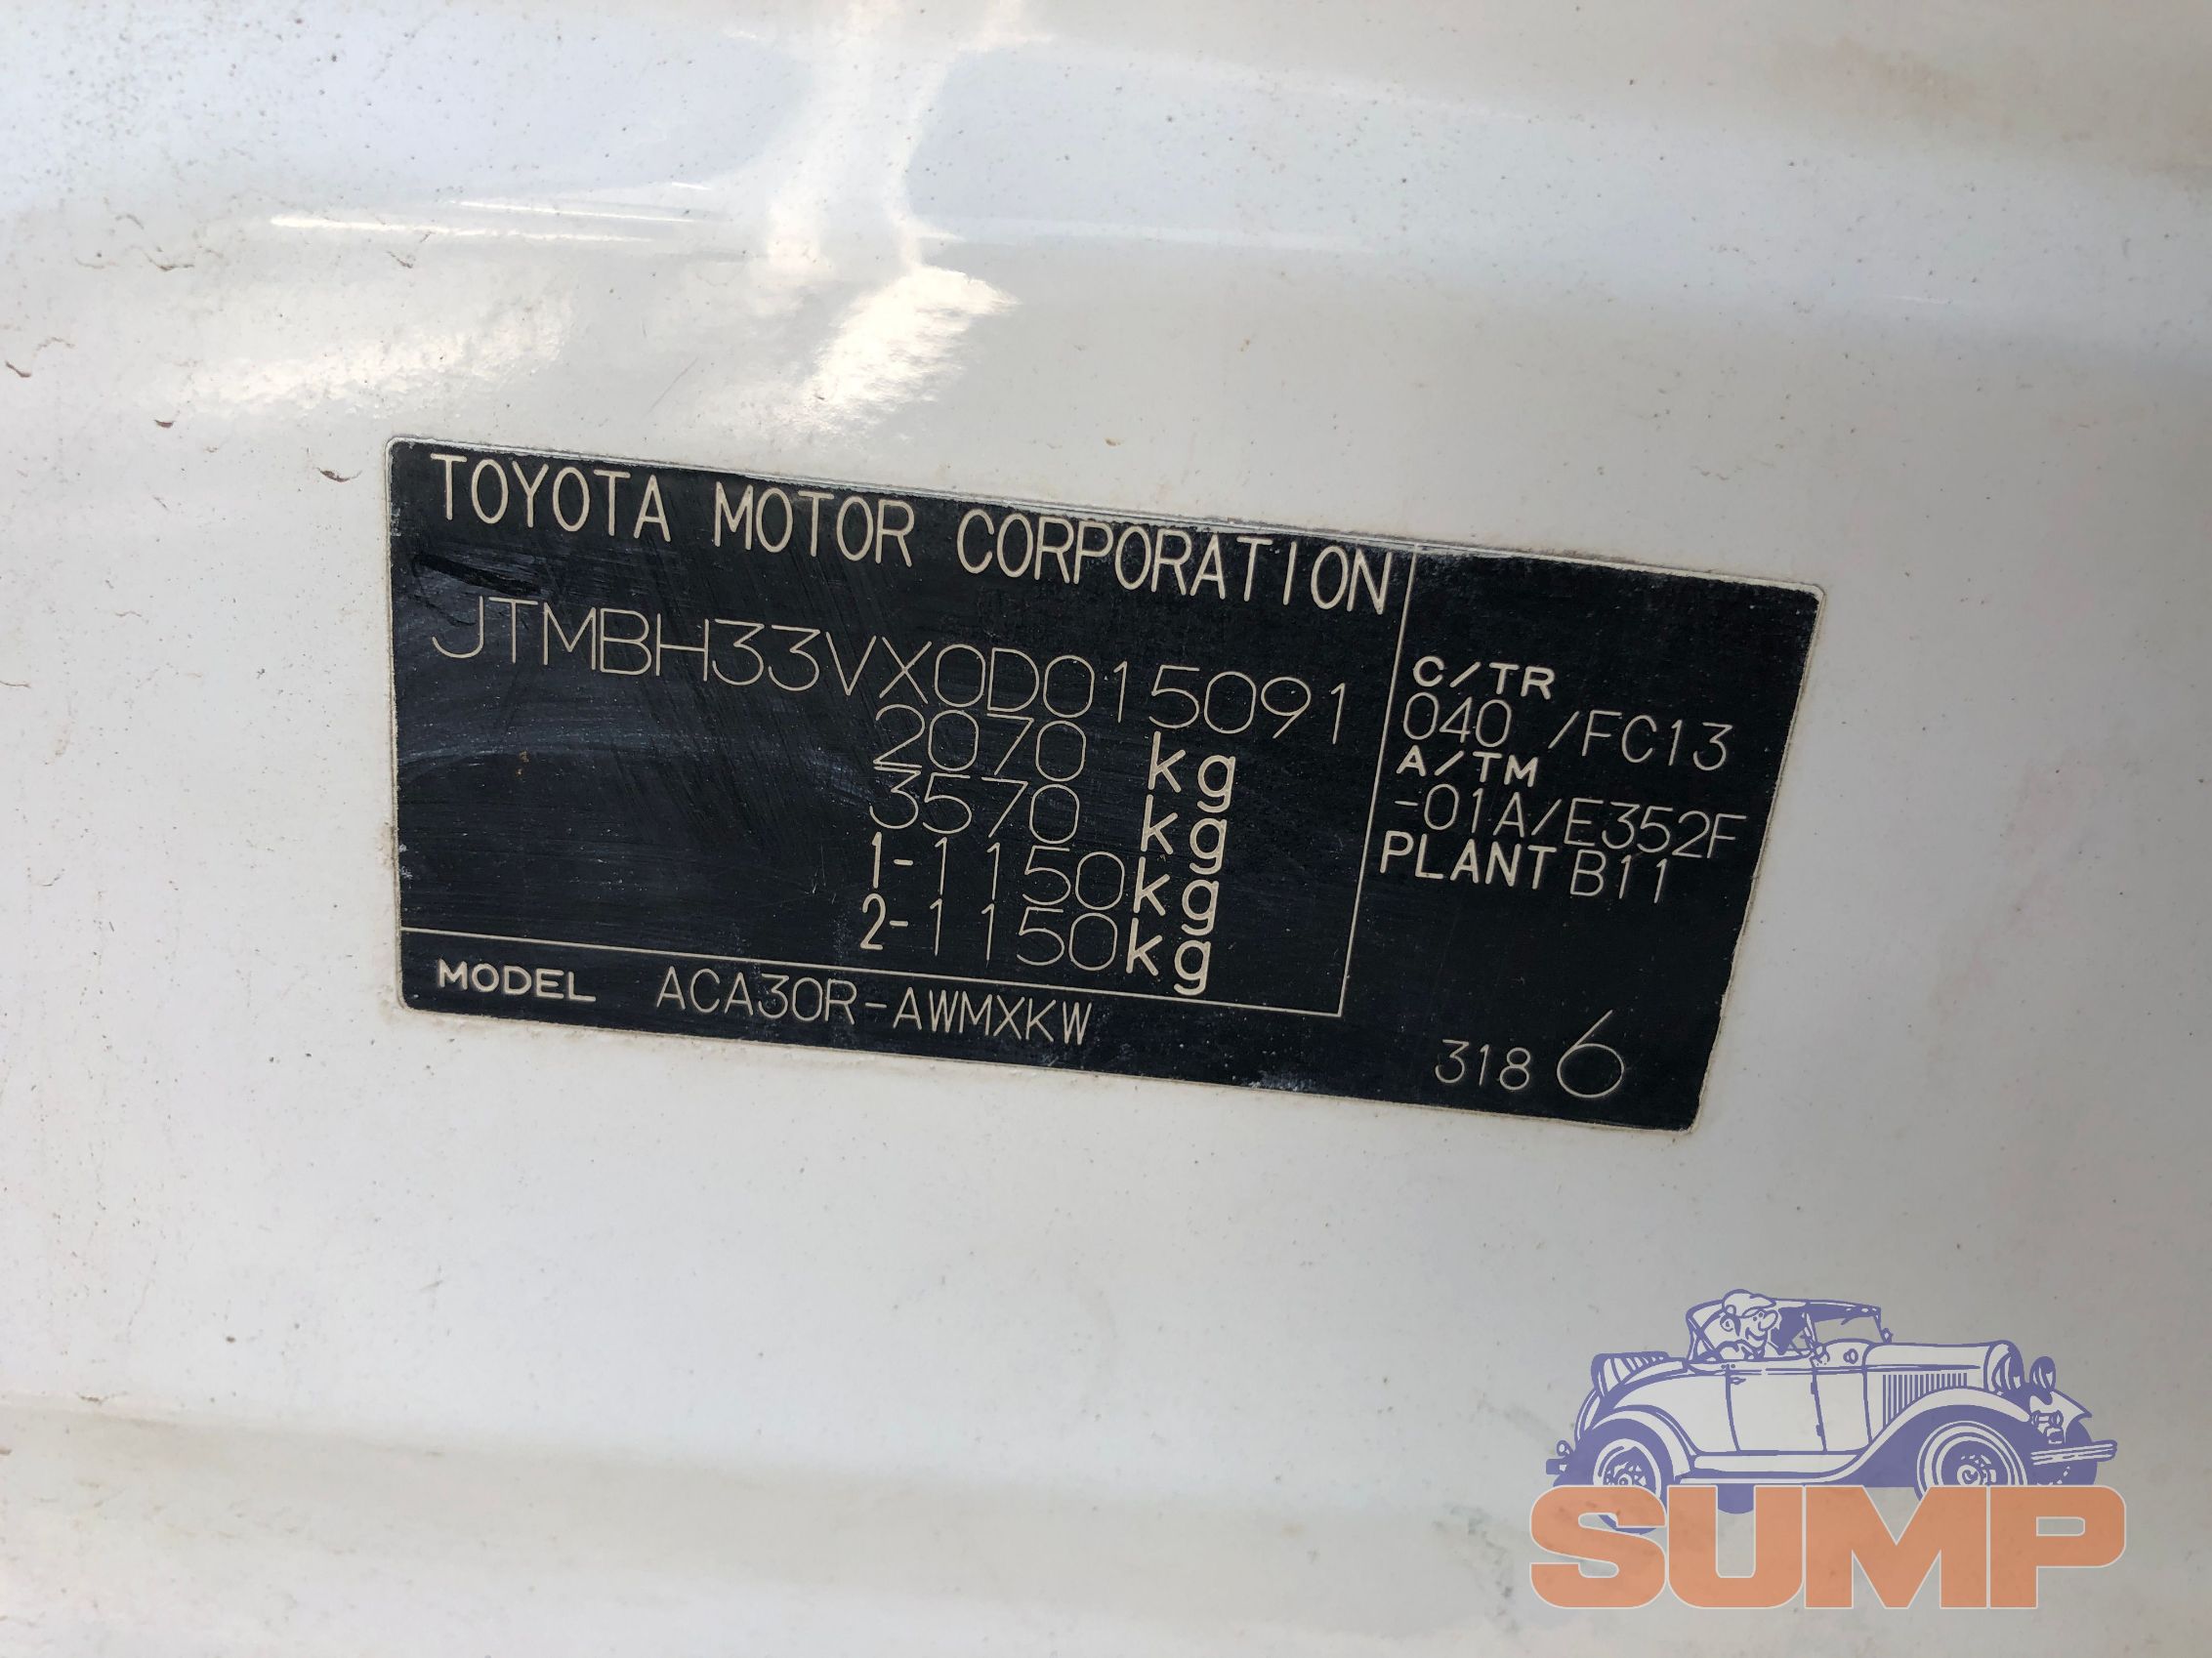 TOYOTA MOTOR CORPORATION
JTMBH33VX0D015091
2070 kg
3570 kg
1-1150kg
2-1150kg
MODEL ACA30R-AWMXKW
C/TR
040 /FC13
A/TM
-01A/E352F
PLANT B11
318 6
SUMP